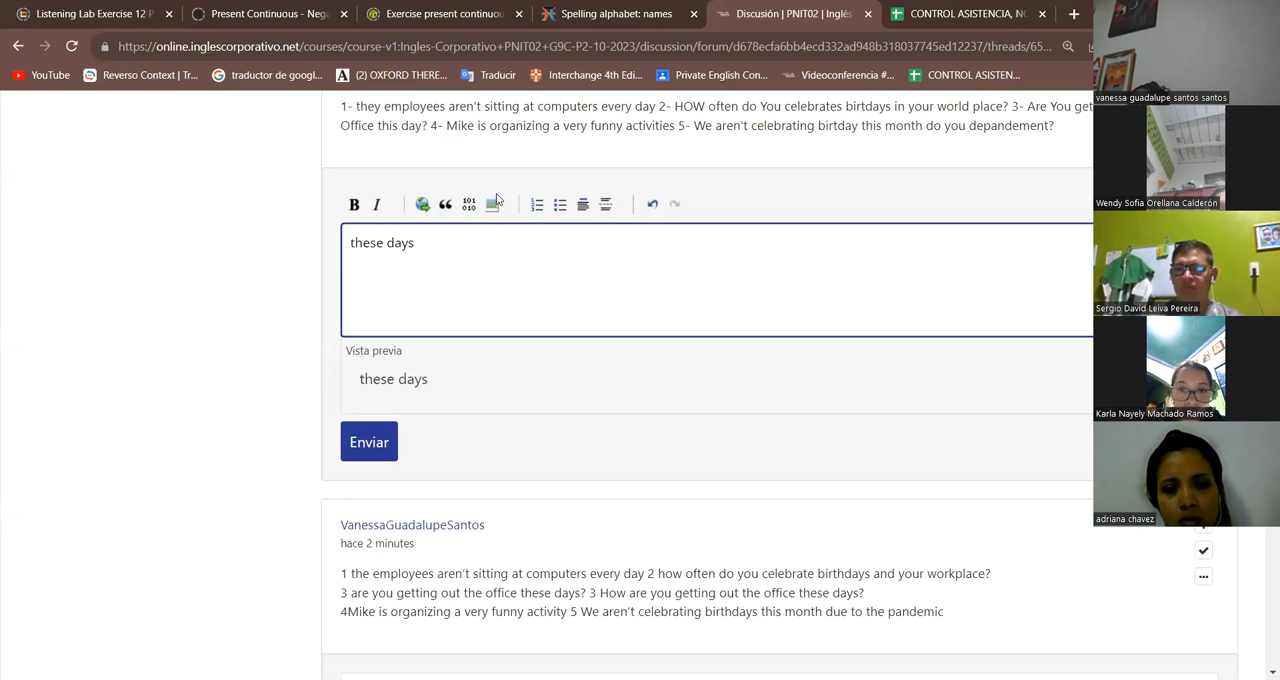 Listening Lab Exercise 12 P
Present Continuous - Neg
Exercise present continuou
Spelling alphabet: names
Discusión | PNIT02 | Inglés
CONTROL ASISTENCIA, NO
https://online.inglescorporativo.net/courses/course-v1:Ingles-Corporativo+PNIT02+G9C-P2-10-2023/discussion/forum/d678ecfa6bb4ecd332ad948b318037745ed12237/threads/65...
YouTube
Reverso Context | Tr...
traductor de googl...
(2) OXFORD THERE...
Traducir
Interchange 4th Edi...
Private English Con...
Videoconferencia #...
CONTROL ASISTEN...
1- they employees aren't sitting at computers every day 2- HOW often do You celebrates birtdays in your world place? 3- Are You get
Office this day? 4- Mike is organizing a very funny activities 5- We aren't celebrating birtday this month do you depandement?
B I
101
010
these days
Vista previa
these days
Enviar
VanessaGuadalupeSantos
hace 2 minutes
1 the employees aren't sitting at computers every day 2 how often do you celebrate birthdays and your workplace?
3 are you getting out the office these days? 3 How are you getting out the office these days?
4Mike is organizing a very funny activity 5 We aren't celebrating birthdays this month due to the pandemic
vanessa guadalupe santos santos
Wendy Sofia Orellana Calderón
Sergio David Leiva Pereira
Karla Nayely Machado Ramos
adriana chavez